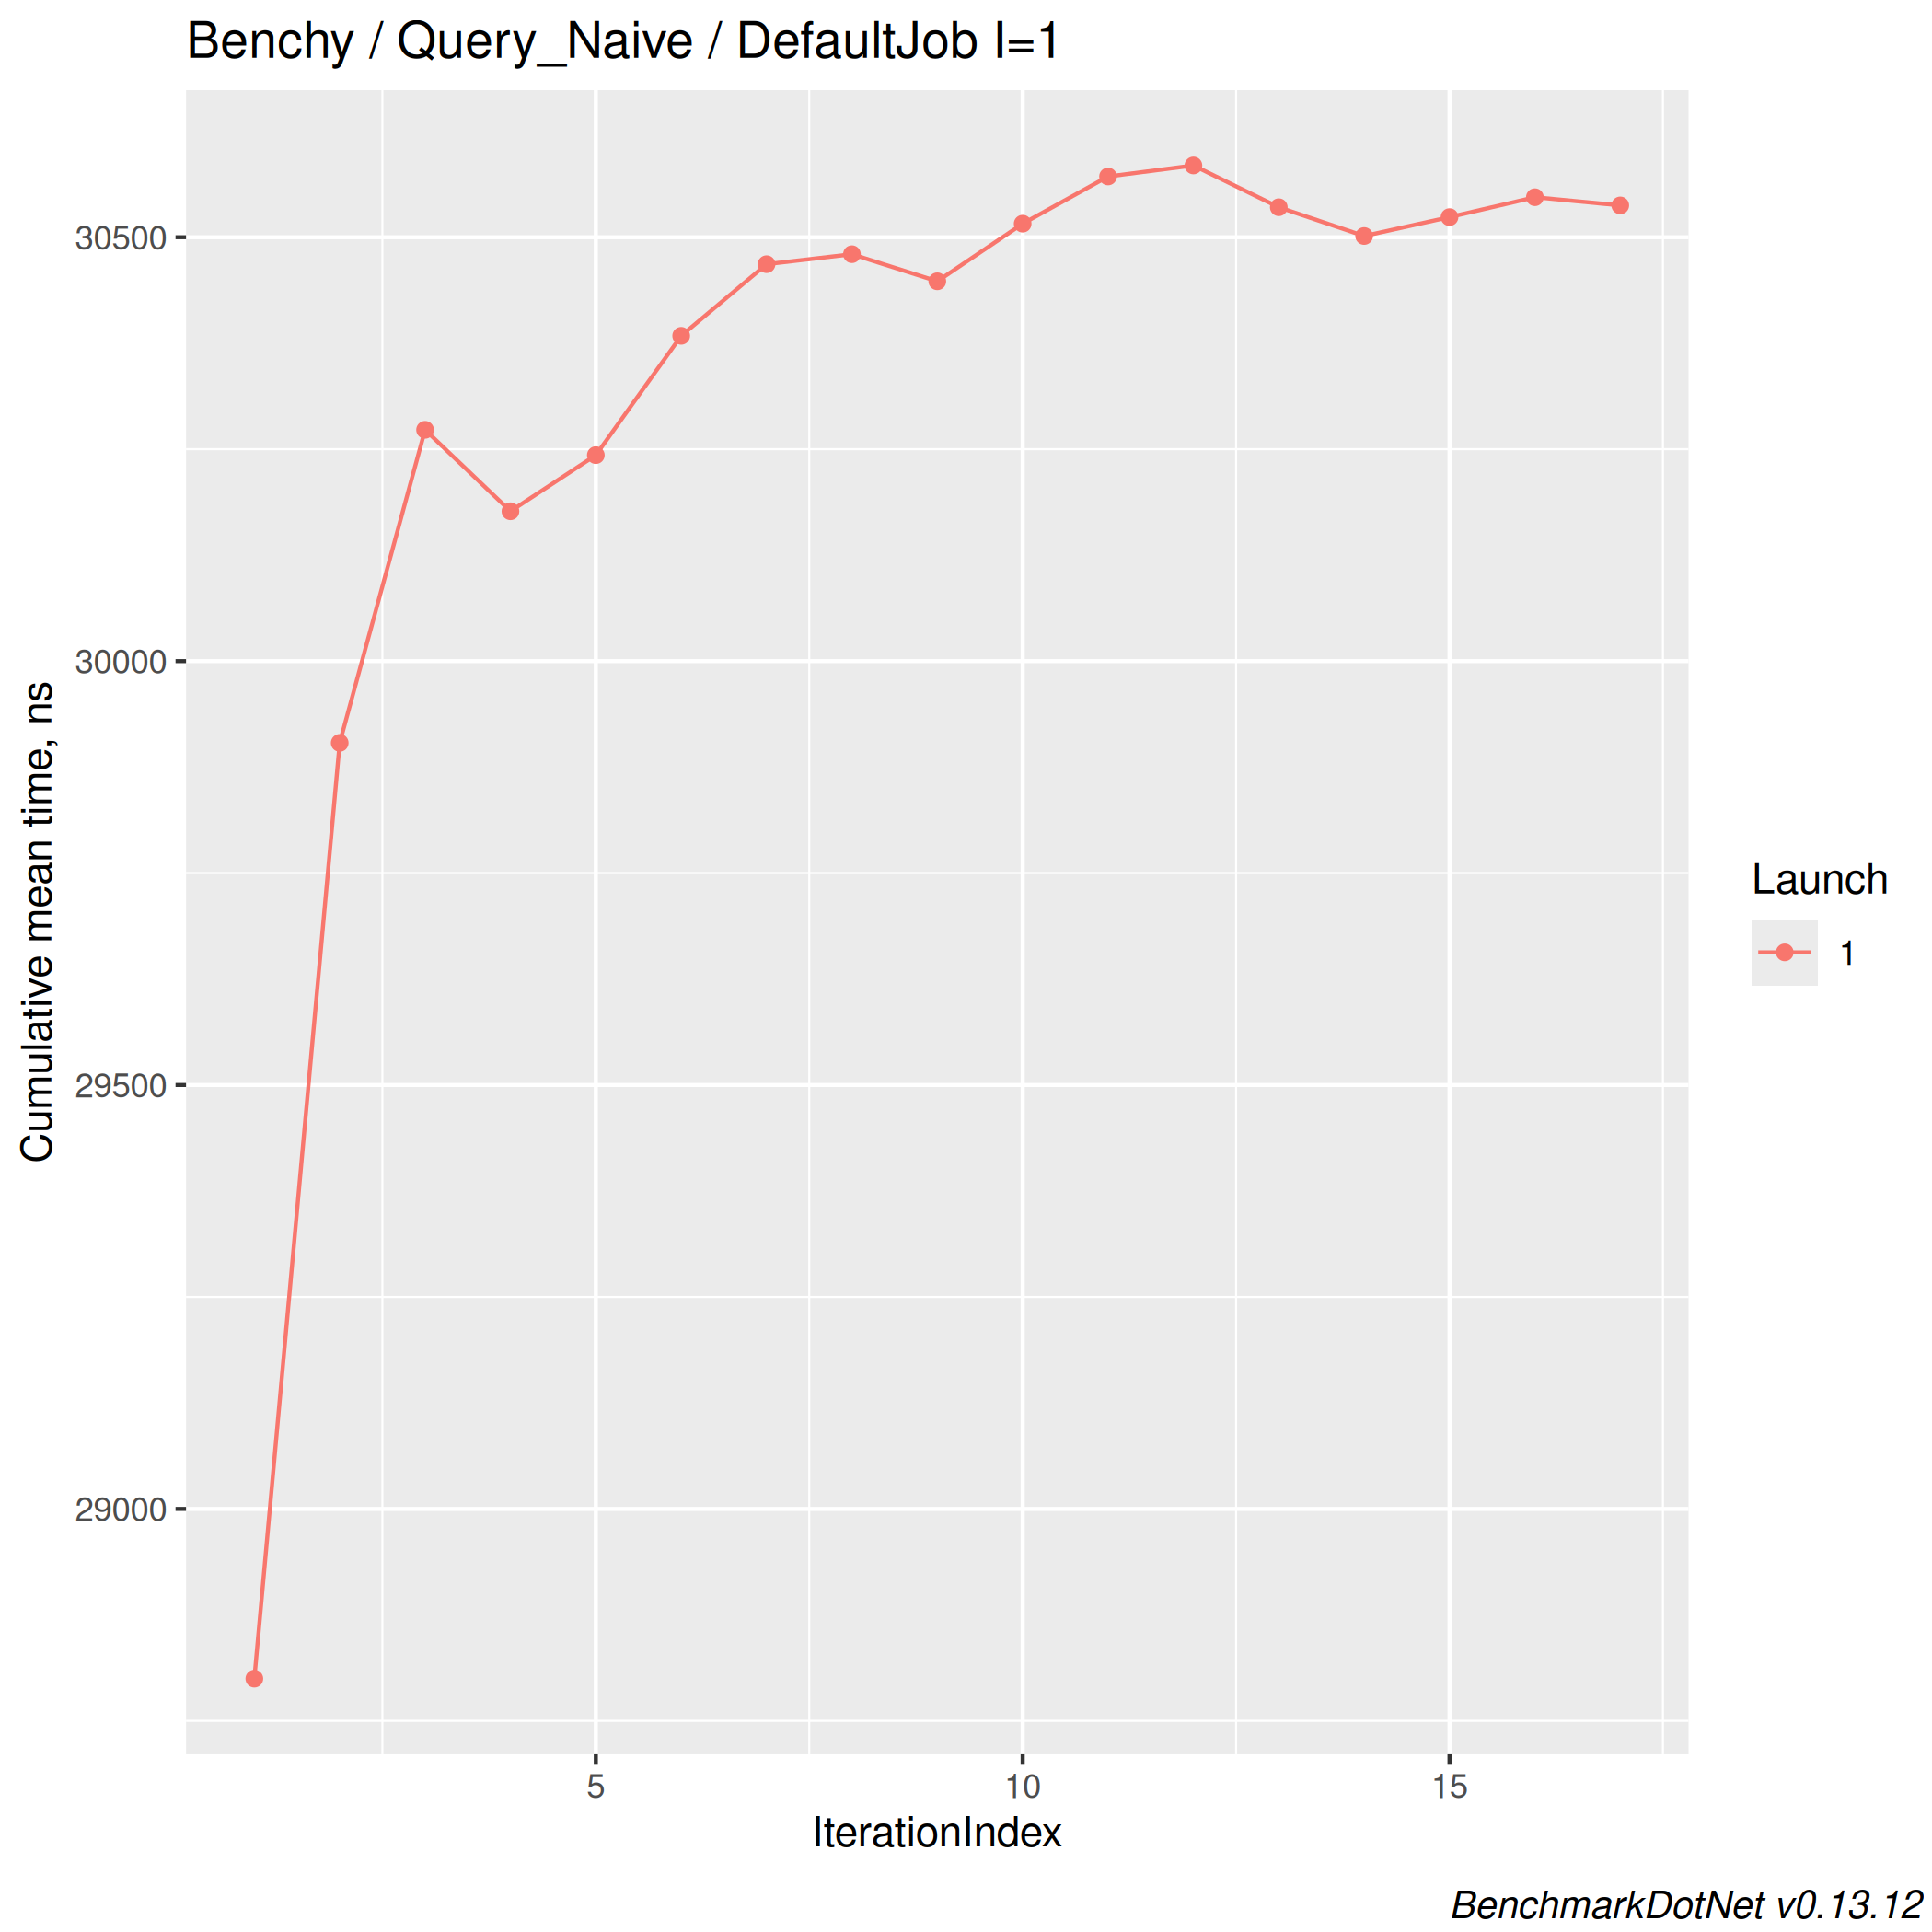 Benchy / Query_Naive / DefaultJob I=1
Cumulative mean time, ns
30500
30000
29500
29000
5
10
15
IterationIndex
Launch
1
BenchmarkDotNet v0.13.12